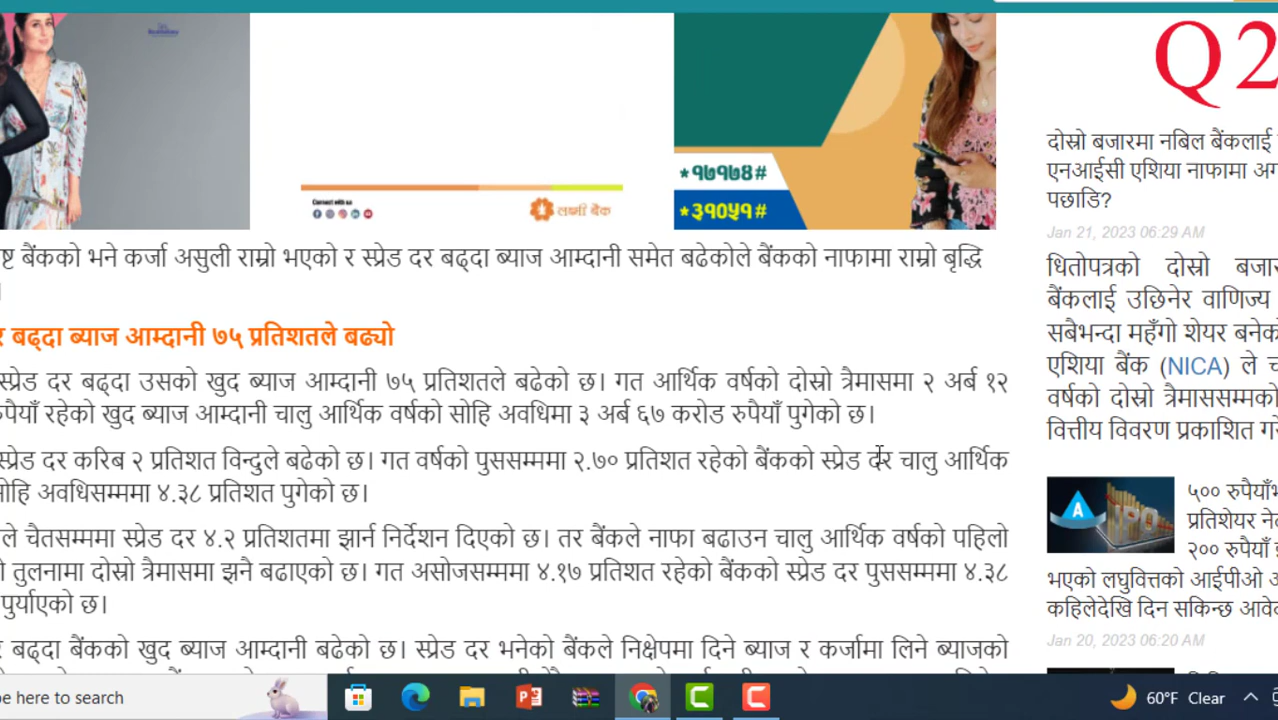 Connect with us
लक्ष्मी बैंक
*१७१७४#
*३१०५१#
बैंकको भने कर्जा असुली राम्रो भएको र स्प्रेड दर बढ्दा ब्याज आम्दानी समेत बढेकोले बैंकको नाफामा राम्रो बृद्धि
बढ्दा ब्याज आम्दानी ७५ प्रतिशतले बढ्यो
स्प्रेड दर बढ्दा उसको खुद ब्याज आम्दानी ७५ प्रतिशतले बढेको छ। गत आर्थिक वर्षको दोस्रो त्रैमासमा २ अर्ब १२
रहेको खुद ब्याज आम्दानी चालु आर्थिक वर्षको सोहि अवधिमा ३ अर्ब ६७ करोड रुपैयाँ पुगेको छ।
स्प्रेड दर करिब २ प्रतिशत विन्दुले बढेको छ। गत वर्षको पुससम्ममा २.७० प्रतिशत रहेको बैंकको स्प्रेड दर चालु आर्थिक
अवधिसम्ममा ४.३८ प्रतिशत पुगेको छ।
ले चैतसम्ममा स्प्रेड दर ४.२ प्रतिशतमा झार्न निर्देशन दिएको छ। तर बैंकले नाफा बढाउन चालु आर्थिक वर्षको पहिलो
तुलनामा दोस्रो त्रैमासमा झनै बढाएको छ। गत असोजसम्ममा ४.१७ प्रतिशत रहेको बैंकको स्प्रेड दर पुससम्ममा ४.३८
पुर्याएको छ।
बढ्दा बैंकको खुद ब्याज आम्दानी बढेको छ। स्प्रेड दर भनेको बैंकले निक्षेपमा दिने ब्याज र कर्जामा लिने ब्याजको
Q2
दोस्रो बजारमा नबिल बैंकलाई
एनआईसी एशिया नाफामा
पछाडि?
Jan 21, 2023 06:29 AM
धितोपत्रको दोस्रो
बैंकलाई उछिनेर वाणिज्य
सबैभन्दा महँगो शेयर
एशिया बैंक (NICA) ले
वर्षको दोस्रो त्रैमाससम्मको
वित्तीय विवरण प्रकाशित
A IPO
५००
प्रतिशेयर
२०० रुपैयाँ
भएको लघुवित्तको आईपीओ
कहिलेदेखि दिन सकिन्छ
Jan 20, 2023 06:20 AM
here to search
60°F Clear